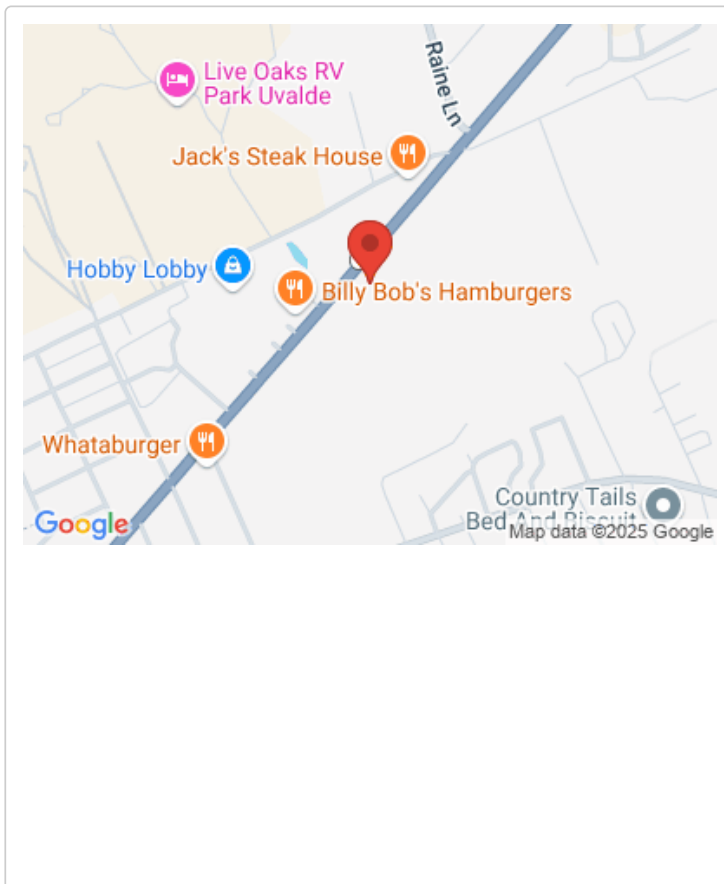 Live Oaks RV
Park Uvalde
Raine Ln
Jack's Steak House
Hobby Lobby
Billy Bob's Hamburgers
Whataburger
Country Tails
Bed And Biscuit
Google
Map data ©2025 Google